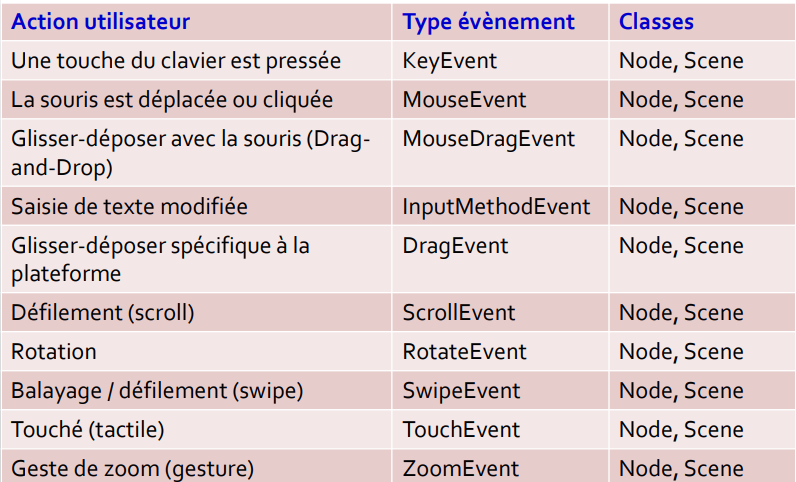 Action utilisateur Type évènement Classes
Une touche du clavier est pressée KeyEvent Node, Scene
La souris est déplacée ou cliquée MouseEvent Node, Scene
Glisser-déposer avec la souris (Drag- MouseDragEvent Node, Scene
and-Drop)
Saisie de texte modifiée InputMethodEvent Node, Scene
Glisser-déposer spécifique à la DragEvent Node, Scene
plateforme
Défilement (scroll) ScrollEvent Node, Scene
Rotation RotateEvent Node, Scene
Balayage / défilement (swipe) SwipeEvent Node, Scene
Touché (tactile) TouchEvent Node, Scene
Geste de zoom (gesture) ZoomEvent Node, Scene